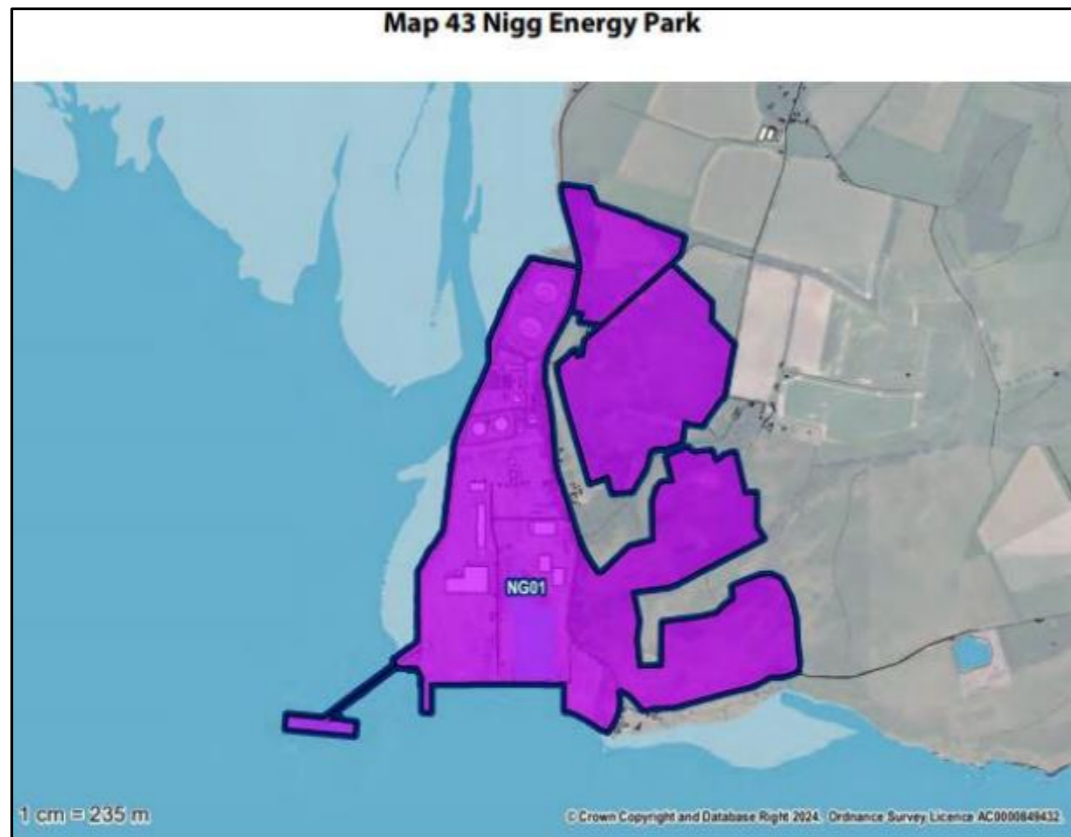 Map 43 Nigg Energy Park
NG01
1 cm = 235 m
© Crown Copyright and Database Right 2024. Ordnance Survey Licence AC0000849432